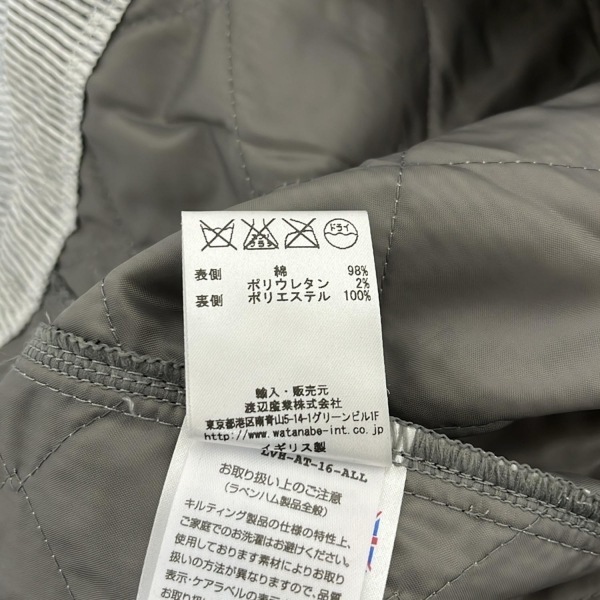 エンソ サラシ
ドライ
表側 綿 98%
ポリウレタン 2%
裏側 ポリエステル 100%
輸入・販売元
渡辺産業株式会社
東京都港区南青山5-14-1グリーンビル1F
http://www.watanabe-int.co.jp
イギリス製
LVH-AT-16-ALL
お取り扱い上のご注意
(ラベンハム製品全般)
キルティング製品の仕様の特性上、
ご家庭でのお洗濯はお避けください。
使用しております素材によりお取り
扱いの方法が異なりますので、品質
表示・ケアラベルの表示